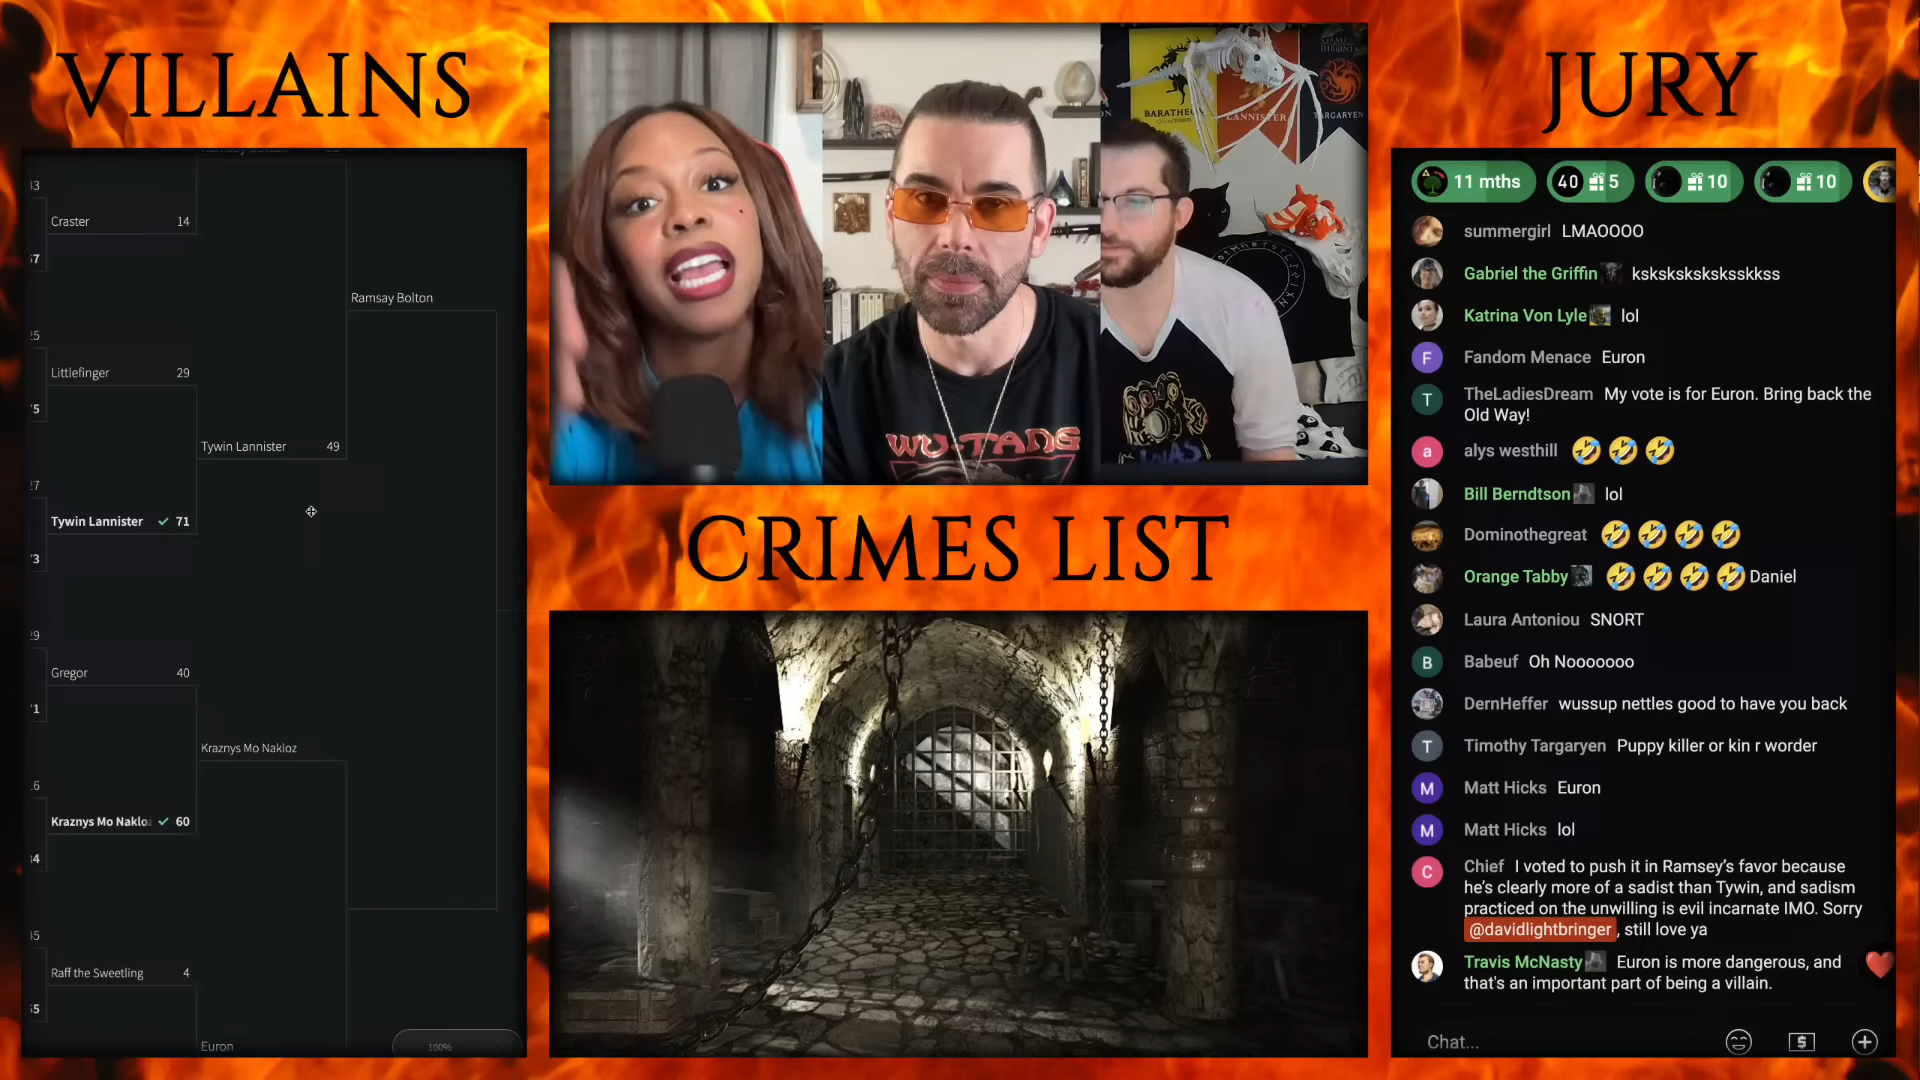 VILLAINS
Craster 14
Ramsay Bolton
Littlefinger 29
Tywin Lannister 49
Tywin Lannister ✓ 71
Gregor 40
Kraznys Mo Nakloz
Kraznys Mo Nakloz ✓ 60
Raff the Sweetling 4
Euron
100%
BARATHEON
LANNISTER
TARGARYEN
WU-TANG
CRIMES LIST
JURY
11 mths
40 5
10
10
summergirl LMAOOOO
Gabriel the Griffin ksksksksksksskkss
Katrina Von Lyle lol
F Fandom Menace Euron
T TheLadiesDream My vote is for Euron. Bring back the
Old Way!
a alys westhill 🤣🤣🤣
Bill Berndtson lol
Dominothegreat 🤣🤣🤣🤣
Orange Tabby 🤣🤣🤣🤣Daniel
Laura Antoniou SNORT
B Babeuf Oh Nooooooo
DernHeffer wussup nettles good to have you back
T Timothy Targaryen Puppy killer or kin r worder
M Matt Hicks Euron
M Matt Hicks lol
C Chief I voted to push it in Ramsey's favor because
he's clearly more of a sadist than Tywin, and sadism
practiced on the unwilling is evil incarnate IMO. Sorry
@davidlightbringer, still love ya
Travis McNasty Euron is more dangerous, and
that's an important part of being a villain.
Chat...